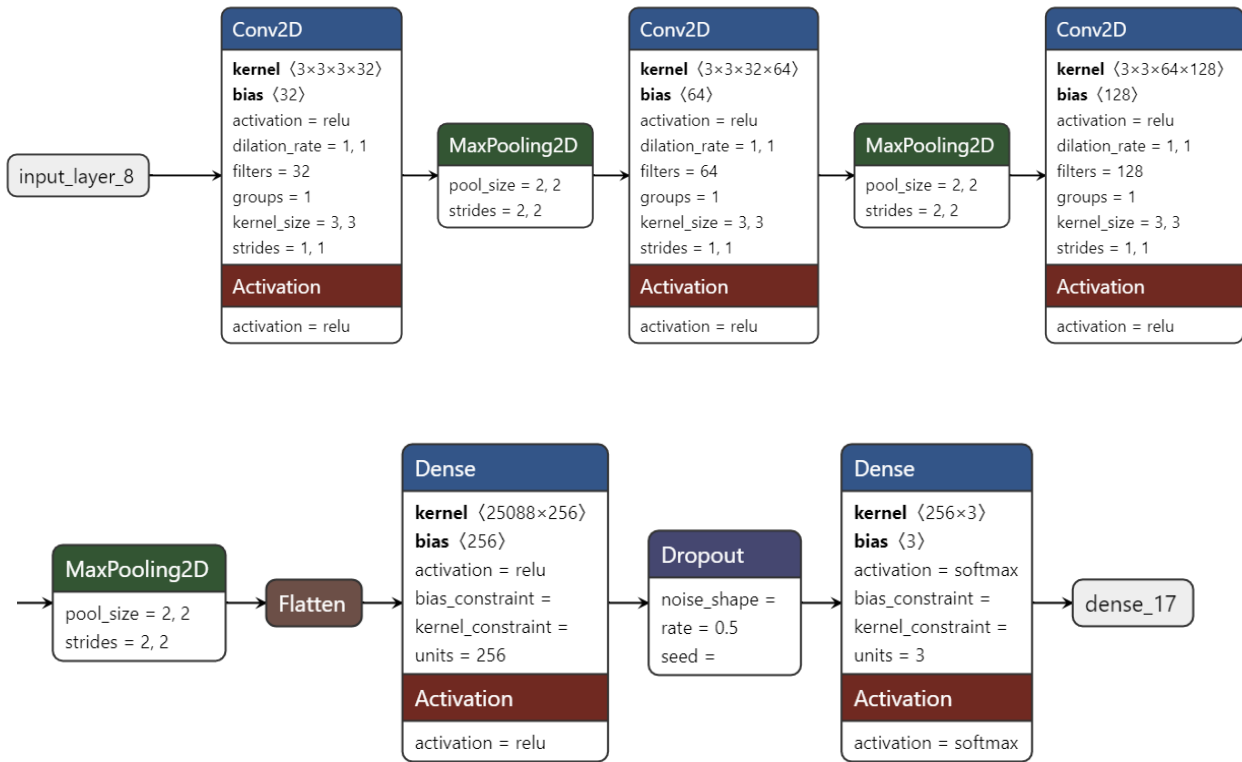 input_layer_8
Conv2D
kernel 〈3×3×3×32〉
bias 〈32〉
activation = relu
dilation_rate = 1, 1
filters = 32
groups = 1
kernel_size = 3, 3
strides = 1, 1
Activation
activation = relu
MaxPooling2D
pool_size = 2, 2
strides = 2, 2
Conv2D
kernel 〈3×3×32×64〉
bias 〈64〉
activation = relu
dilation_rate = 1, 1
filters = 64
groups = 1
kernel_size = 3, 3
strides = 1, 1
Activation
activation = relu
MaxPooling2D
pool_size = 2, 2
strides = 2, 2
Conv2D
kernel 〈3×3×64×128〉
bias 〈128〉
activation = relu
dilation_rate = 1, 1
filters = 128
groups = 1
kernel_size = 3, 3
strides = 1, 1
Activation
activation = relu
MaxPooling2D
pool_size = 2, 2
strides = 2, 2
Flatten
Dense
kernel 〈25088×256〉
bias 〈256〉
activation = relu
bias_constraint =
kernel_constraint =
units = 256
Activation
activation = relu
Dropout
noise_shape =
rate = 0.5
seed =
Dense
kernel 〈256×3〉
bias 〈3〉
activation = softmax
bias_constraint =
kernel_constraint =
units = 3
Activation
activation = softmax
dense_17